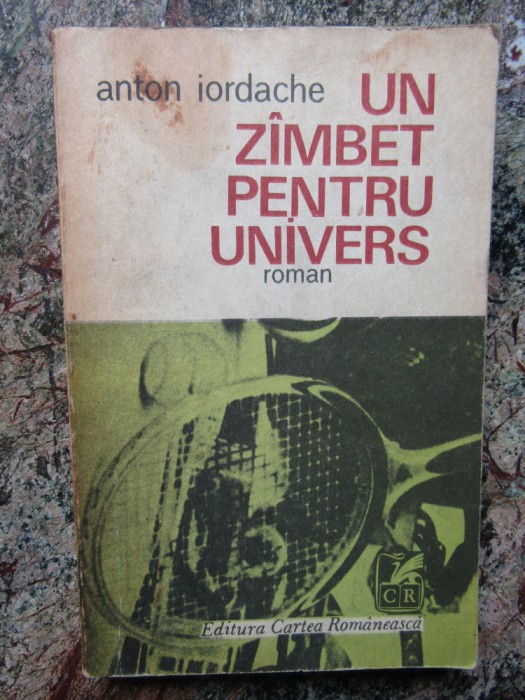 anton iordache UN
ZÎMBET
PENTRU
UNIVERS
roman
CR
Editura Cartea Românească